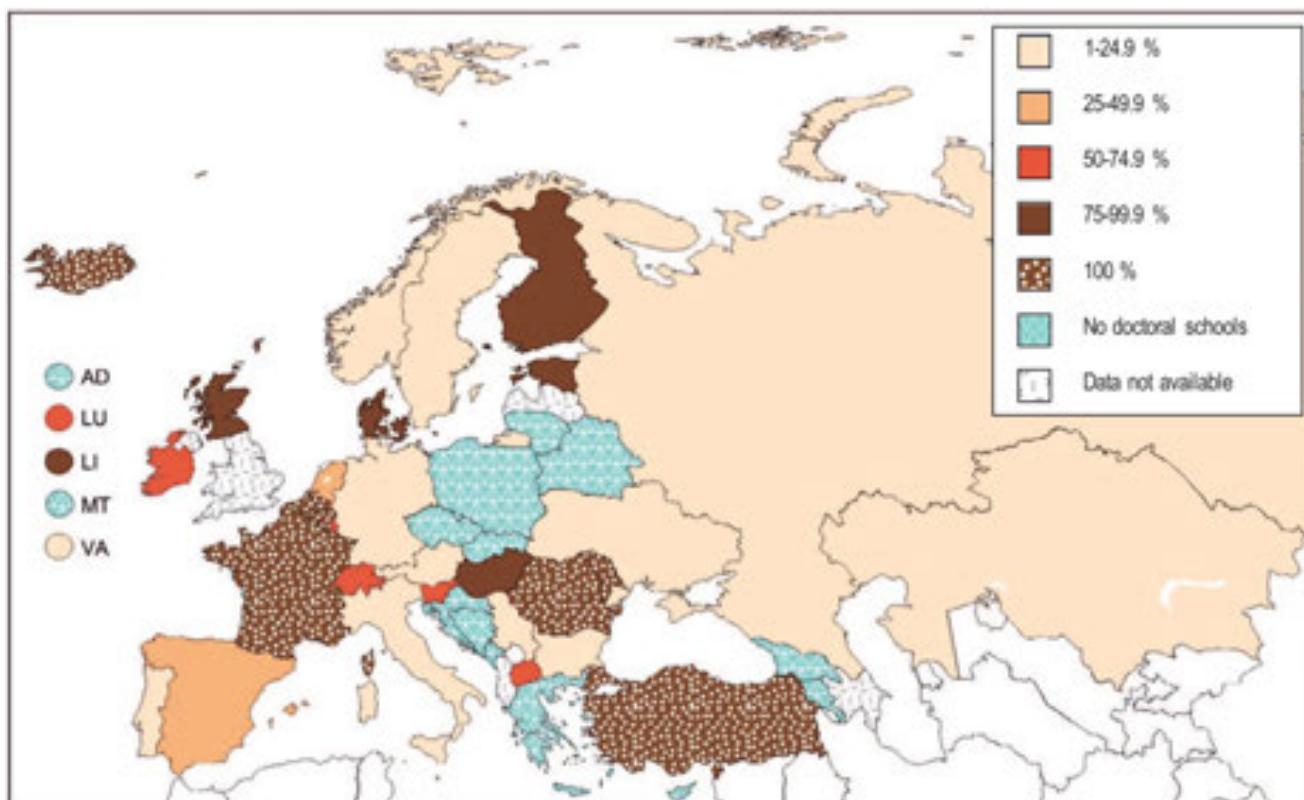 1-24.9 %
25-49.9 %
50-74.9 %
75-99.9 %
100 %
No doctoral schools
Data not available
AD
LU
LI
MT
VA